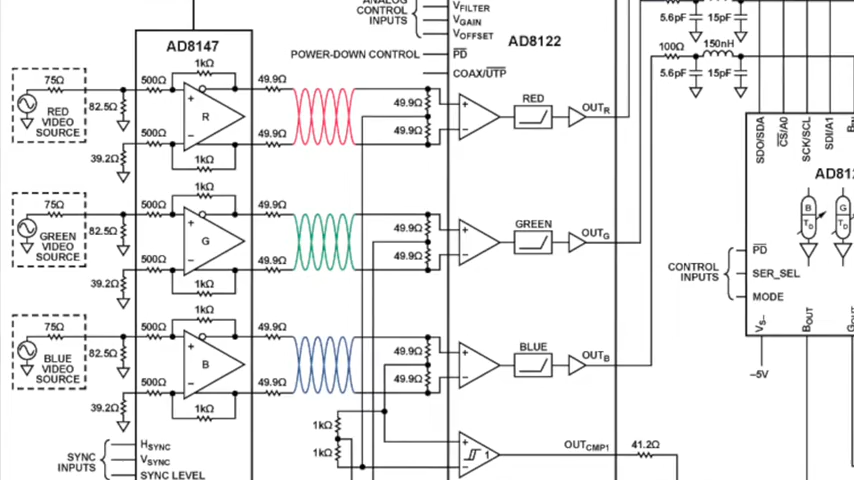 ANALOG
CONTROL
INPUTS
VFILTER
VGAIN
VOFFSET
POWER-DOWN CONTROL
PD
COAX/UTP
AD8147
AD8122
5.6pF
15pF
100Ω
150nH
5.6pF
15pF
75Ω
RED
VIDEO
SOURCE
82.5Ω
39.2Ω
500Ω
500Ω
1kΩ
+
R
−
1kΩ
49.9Ω
49.9Ω
49.9Ω
49.9Ω
+
−
RED
OUTR
75Ω
GREEN
VIDEO
SOURCE
82.5Ω
39.2Ω
500Ω
500Ω
1kΩ
+
G
−
1kΩ
49.9Ω
49.9Ω
49.9Ω
49.9Ω
+
−
GREEN
OUTG
75Ω
BLUE
VIDEO
SOURCE
82.5Ω
39.2Ω
500Ω
500Ω
1kΩ
+
B
−
1kΩ
49.9Ω
49.9Ω
49.9Ω
49.9Ω
+
−
BLUE
OUTB
1kΩ
1kΩ
+
1
−
OUTCMP1
41.2Ω
SYNC
INPUTS
HSYNC
VSYNC
SYNC LEVEL
SDO/SDA
CS/A0
SCK/SCL
SDI/A1
AD812
B
TD
G
TD
CONTROL
INPUTS
PD
SER_SEL
MODE
VS−
BOUT
GOUT
−5V